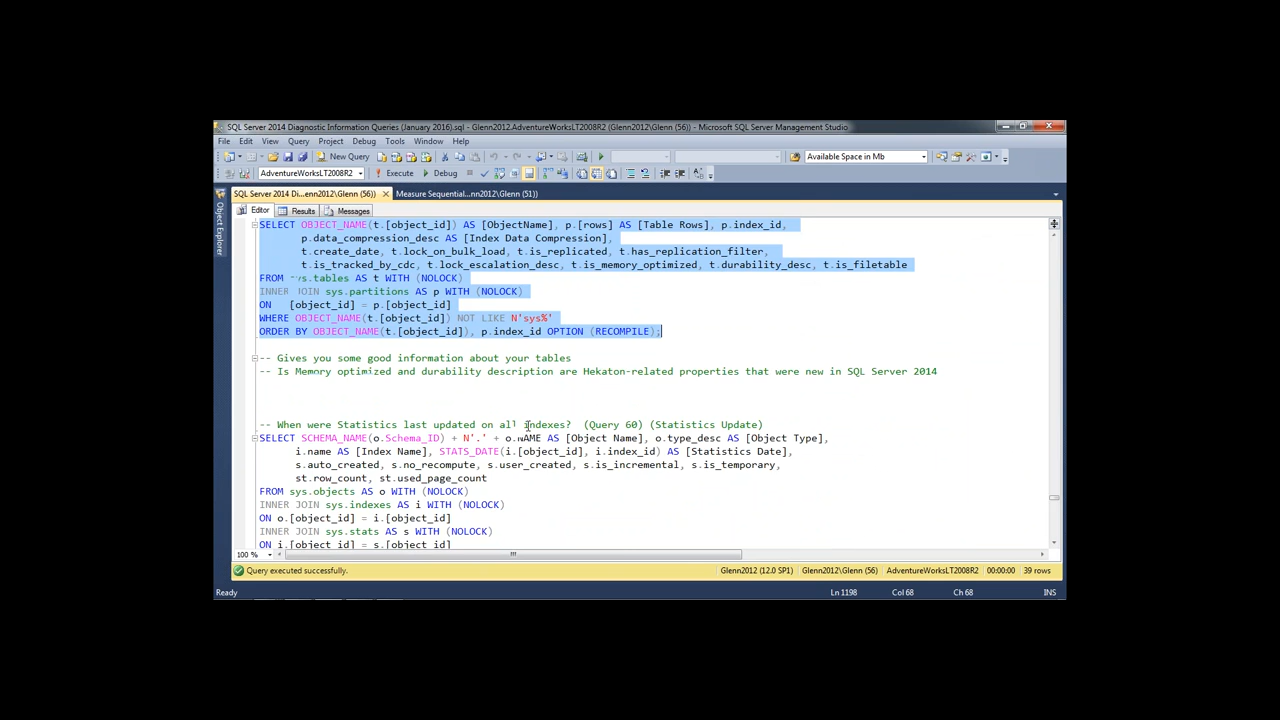 SQL Server 2014 Diagnostic Information Queries (January 2016).sql - Glenn2012.AdventureWorksLT2008R2 (Glenn2012\Glenn (56)) - Microsoft SQL Server Management Studio
File Edit View Query Project Debug Tools Window Help
New Query Available Space in Mb
AdventureWorksLT2008R2 Execute Debug
SQL Server 2014 Di...enn2012\Glenn (56)) Measure Sequential...nn2012\Glenn (51))
Object Explorer
Editor Results Messages
SELECT OBJECT_NAME(t.[object_id]) AS [ObjectName], p.[rows] AS [Table Rows], p.index_id,
p.data_compression_desc AS [Index Data Compression],
t.create_date, t.lock_on_bulk_load, t.is_replicated, t.has_replication_filter,
t.is_tracked_by_cdc, t.lock_escalation_desc, t.is_memory_optimized, t.durability_desc, t.is_filetable
FROM sys.tables AS t WITH (NOLOCK)
INNER JOIN sys.partitions AS p WITH (NOLOCK)
ON [object_id] = p.[object_id]
WHERE OBJECT_NAME(t.[object_id]) NOT LIKE N'sys%'
ORDER BY OBJECT_NAME(t.[object_id]), p.index_id OPTION (RECOMPILE);
-- Gives you some good information about your tables
-- Is Memory optimized and durability description are Hekaton-related properties that were new in SQL Server 2014
-- When were Statistics last updated on all indexes? (Query 60) (Statistics Update)
SELECT SCHEMA_NAME(o.Schema_ID) + N'.' + o.NAME AS [Object Name], o.type_desc AS [Object Type],
i.name AS [Index Name], STATS_DATE(i.[object_id], i.index_id) AS [Statistics Date],
s.auto_created, s.no_recompute, s.user_created, s.is_incremental, s.is_temporary,
st.row_count, st.used_page_count
FROM sys.objects AS o WITH (NOLOCK)
INNER JOIN sys.indexes AS i WITH (NOLOCK)
ON o.[object_id] = i.[object_id]
INNER JOIN sys.stats AS s WITH (NOLOCK)
ON i.[object_id] = s.[object_id]
100 %
Query executed successfully. Glenn2012 (12.0 SP1) Glenn2012\Glenn (56) AdventureWorksLT2008R2 00:00:00 39 rows
Ready Ln 1198 Col 68 Ch 68 INS